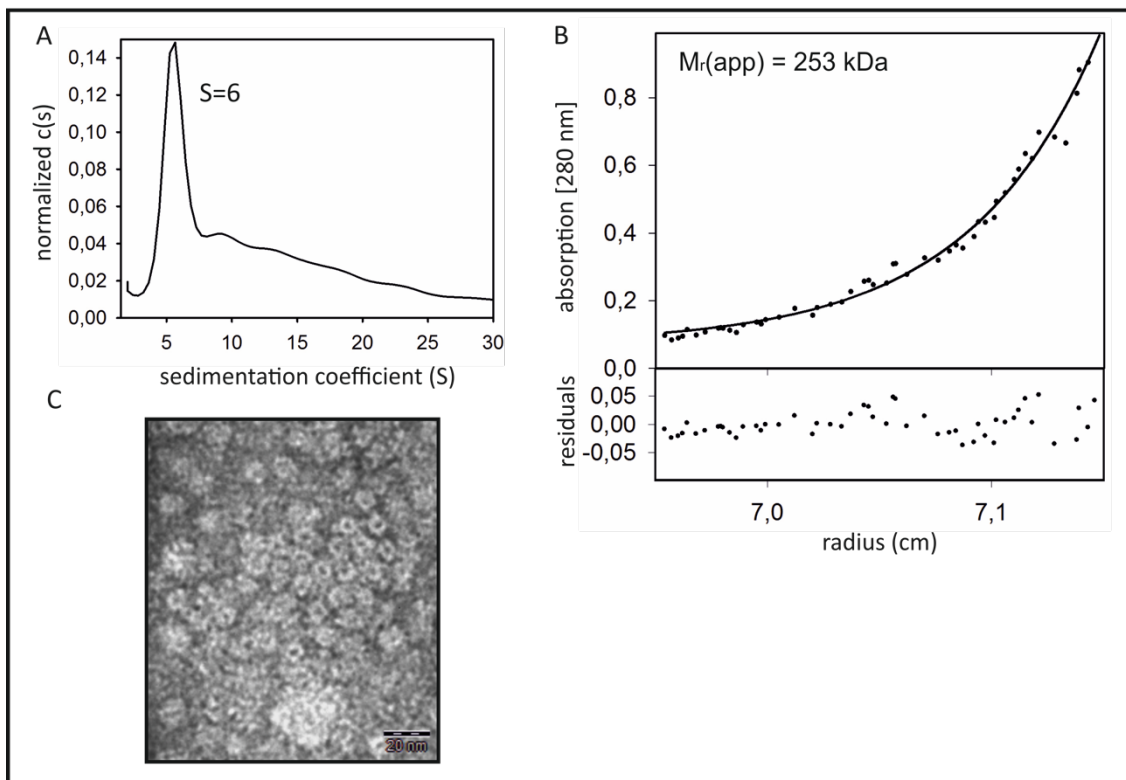 A
0,14
0,12
0,10
0,08
0,06
0,04
0,02
0,00
normalized c(s)
S=6
5 10 15 20 25 30
sedimentation coefficient (S)
B
Mᵣ(app) = 253 kDa
absorption [280 nm]
0,8
0,6
0,4
0,2
0,0
residuals
0,05
0,00
-0,05
7,0 7,1
radius (cm)
C
20 nm